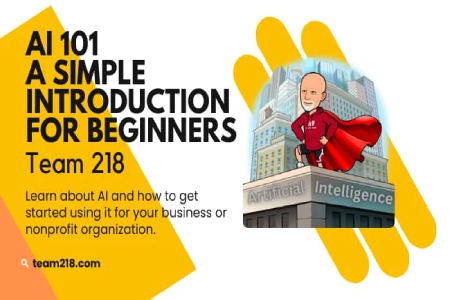 AI 101
A SIMPLE
INTRODUCTION
FOR BEGINNERS
Team 218
Learn about AI and how to get
started using it for your business or
nonprofit organization.
team218.com
Artificial Intelligence